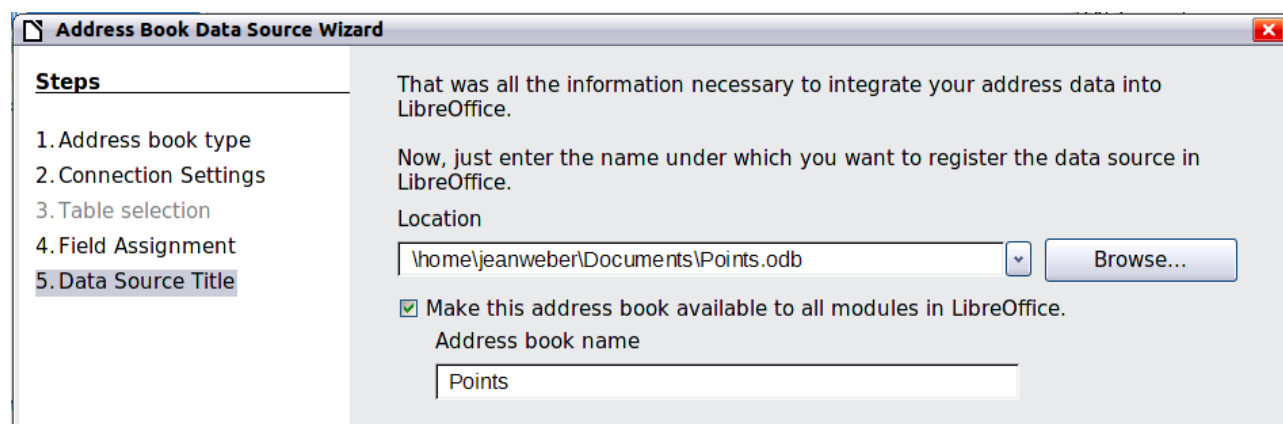 Address Book Data Source Wizard
Steps
1. Address book type
2. Connection Settings
3. Table selection
4. Field Assignment
5. Data Source Title
That was all the information necessary to integrate your address data into
LibreOffice.
Now, just enter the name under which you want to register the data source in
LibreOffice.
Location
\home\jeanweber\Documents\Points.odb
Browse...
Make this address book available to all modules in LibreOffice.
Address book name
Points